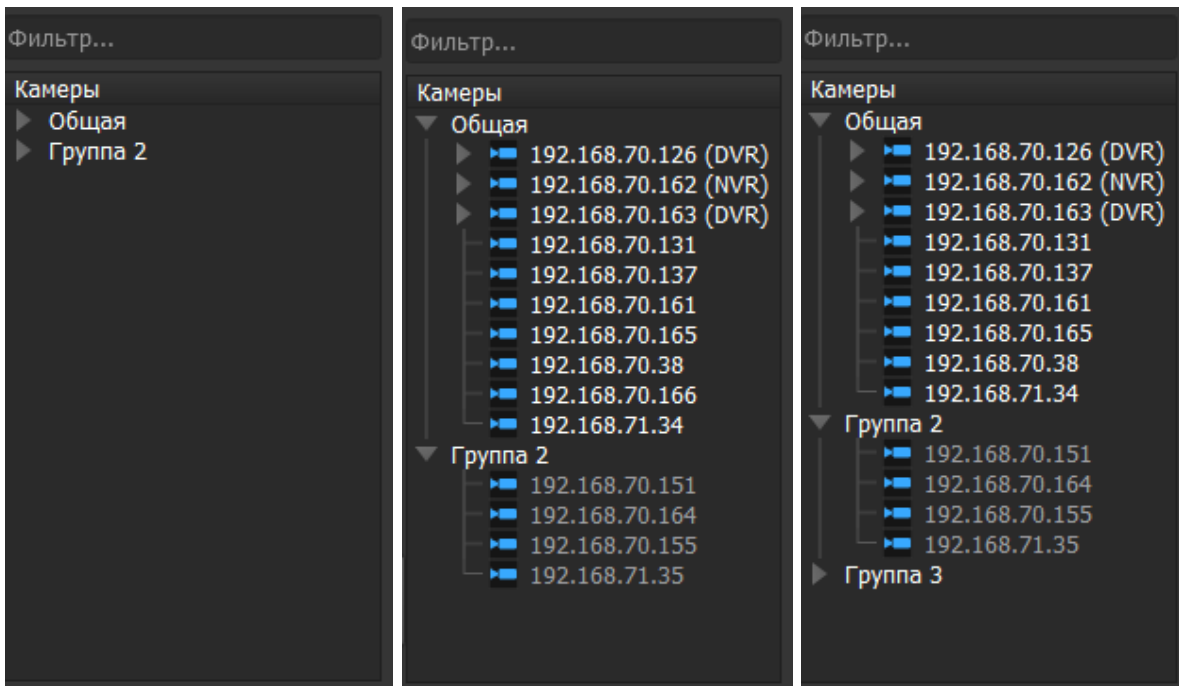 Фильтр...
Камеры
Общая
Группа 2
Фильтр...
Камеры
Общая
192.168.70.126 (DVR)
192.168.70.162 (NVR)
192.168.70.163 (DVR)
192.168.70.131
192.168.70.137
192.168.70.161
192.168.70.165
192.168.70.38
192.168.70.166
192.168.71.34
Группа 2
192.168.70.151
192.168.70.164
192.168.70.155
192.168.71.35
Фильтр...
Камеры
Общая
192.168.70.126 (DVR)
192.168.70.162 (NVR)
192.168.70.163 (DVR)
192.168.70.131
192.168.70.137
192.168.70.161
192.168.70.165
192.168.70.38
192.168.71.34
Группа 2
192.168.70.151
192.168.70.164
192.168.70.155
192.168.71.35
Группа 3